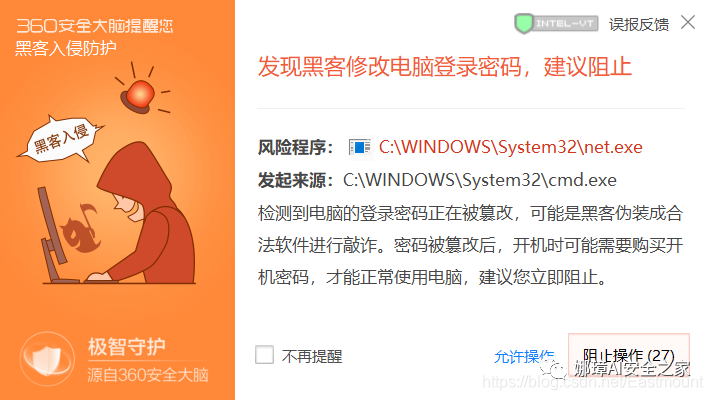 360安全大脑提醒您
黑客入侵防护
INTEL-VT
误报反馈
发现黑客修改电脑登录密码，建议阻止
黑客入侵
风险程序： C:\WINDOWS\System32\net.exe
发起来源：C:\WINDOWS\System32\cmd.exe
检测到电脑的登录密码正在被篡改，可能是黑客伪装成合
法软件进行敲诈。密码被篡改后，开机时可能需要购买开
机密码，才能正常使用电脑，建议您立即阻止。
极智守护
源自360安全大脑
不再提醒
允许操作
阻止操作 (27)
娜璋AI安全之家
https://blog.csdn.net/Eastmount